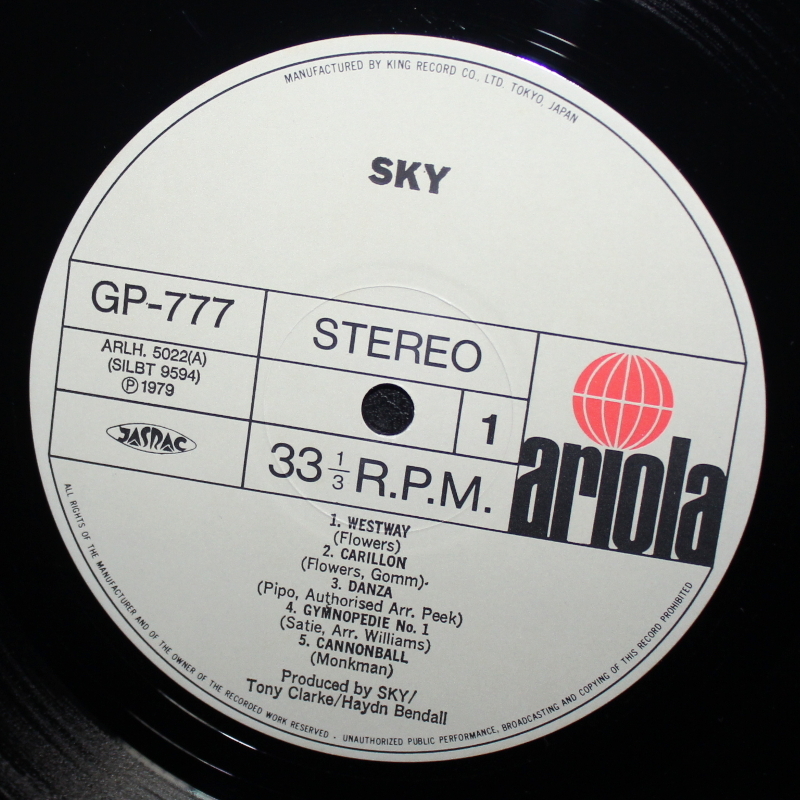 MANUFACTURED BY KING RECORD CO., LTD. TOKYO, JAPAN
SKY
GP-777
STEREO
ARLH. 5022(A)
(SILBT 9594)
Ⓟ 1979
1
ariola
JASRAC
33 1/3 R.P.M.
1. WESTWAY
(Flowers)
2. CARILLON
(Flowers, Gomm).
3. DANZA
(Pipo, Authorised Arr. Peek)
4. GYMNOPEDIE No. 1
(Satie, Arr. Williams)
5. CANNONBALL
(Monkman)
Produced by SKY/
Tony Clarke/Haydn Bendall
ALL RIGHTS OF THE MANUFACTURER AND OF THE OWNER OF THE RECORDED WORK RESERVED · UNAUTHORIZED PUBLIC PERFORMANCE, BROADCASTING AND COPYING OF THIS RECORD PROHIBITED